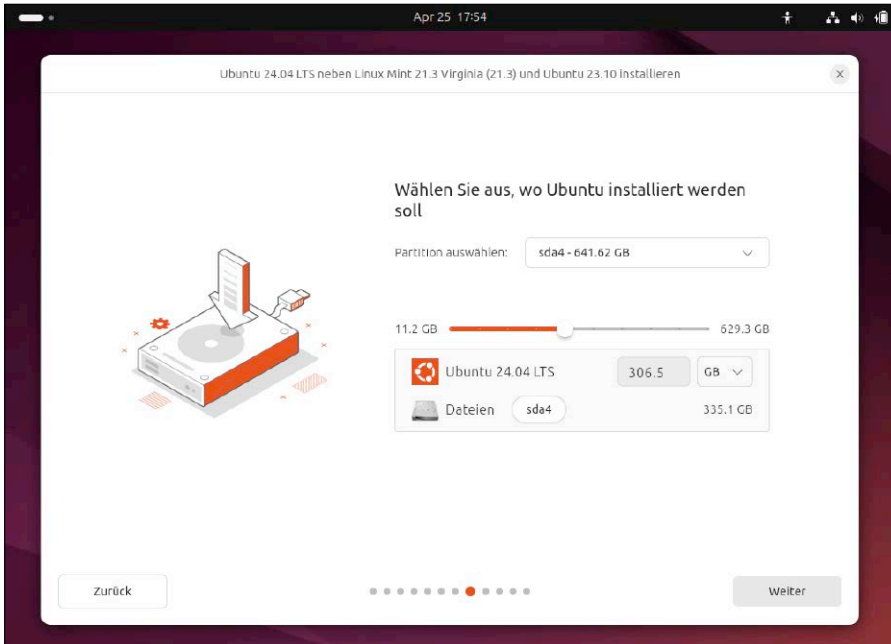 Apr 25 17:54
Ubuntu 24.04 LTS neben Linux Mint 21.3 Virginia (21.3) und Ubuntu 23.10 installieren
Wählen Sie aus, wo Ubuntu installiert werden
soll
Partition auswählen: sda4 - 641.62 GB
11.2 GB 629.3 GB
Ubuntu 24.04 LTS 306.5 GB
Dateien sda4 335.1 GB
Zurück Weiter